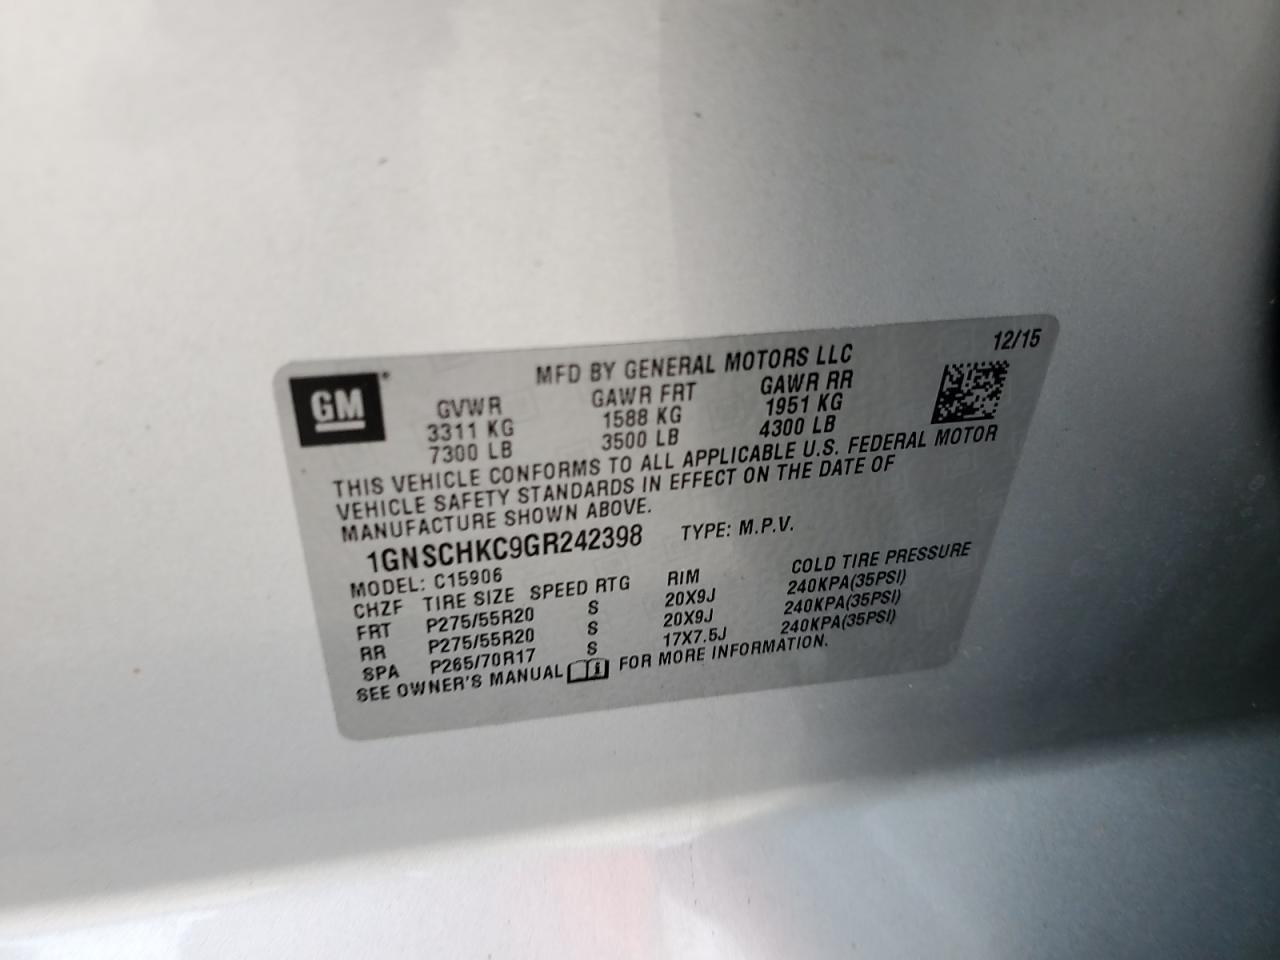 12/15
MFD BY GENERAL MOTORS LLC
GM
GVWR GAWR FRT GAWR RR
3311 KG 1588 KG 1951 KG
7300 LB 3500 LB 4300 LB
THIS VEHICLE CONFORMS TO ALL APPLICABLE U.S. FEDERAL MOTOR
VEHICLE SAFETY STANDARDS IN EFFECT ON THE DATE OF
MANUFACTURE SHOWN ABOVE.
1GNSCHKC9GR242398 TYPE: M.P.V.
MODEL: C15906
CHZF TIRE SIZE SPEED RTG RIM COLD TIRE PRESSURE
FRT P275/55R20 S 20X9J 240KPA(35PSI)
RR P275/55R20 S 20X9J 240KPA(35PSI)
SPA P265/70R17 S 17X7.5J 240KPA(35PSI)
SEE OWNER'S MANUAL FOR MORE INFORMATION.